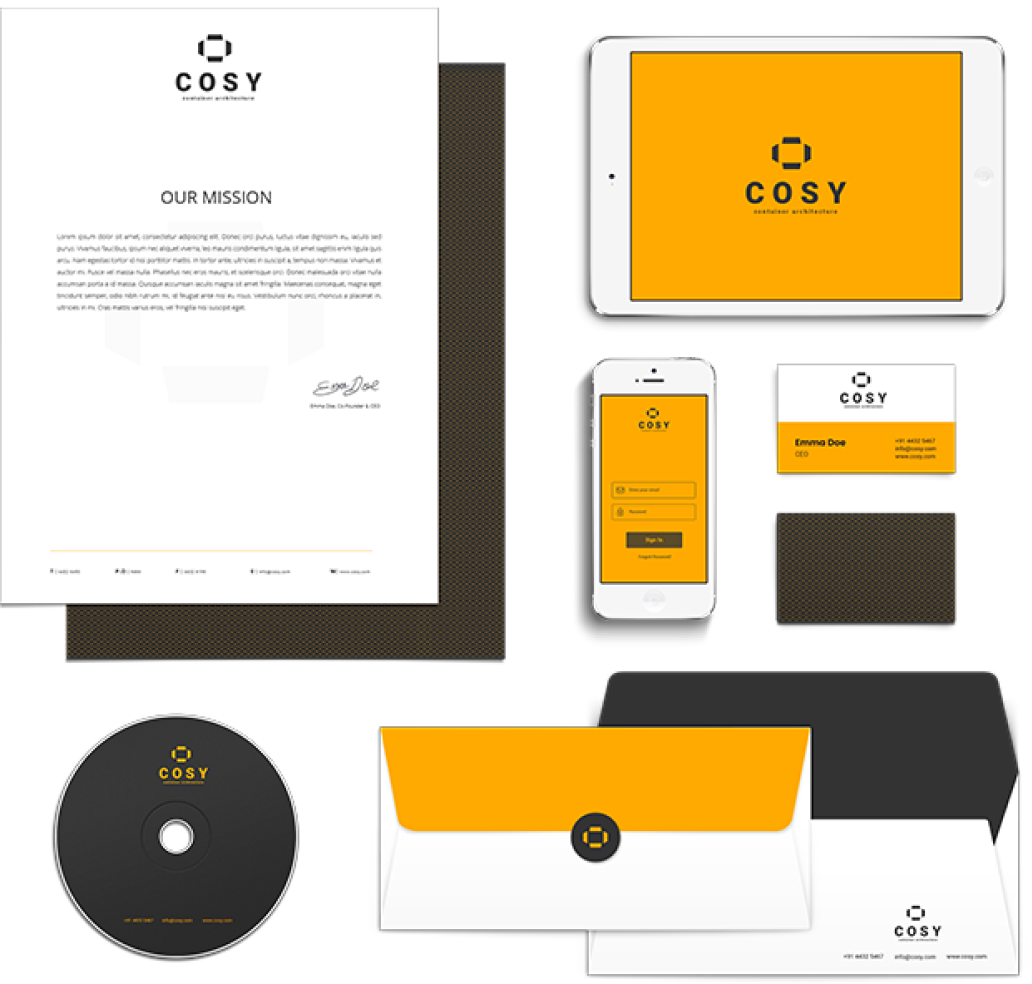 COSY
container architecture
OUR MISSION
Lorem ipsum dolor sit amet, consectetur adipiscing elit. Donec orci purus, luctus vitae dignissim eu, iaculis sed
purus. Vivamus faucibus, ipsum nec aliquet viverra, leo mauris condimentum ligula, sit amet sagittis enim ligula quis
arcu. Nam egestas tortor id nisi porttitor mattis. In tortor ante, ultricies in suscipit a, tempus non massa. Vivamus et
auctor mi. Fusce vel massa nulla. Phasellus nec eros mauris, et scelerisque orci. Donec malesuada orci vitae nulla
accumsan porta a id massa. Quisque accumsan iaculis magna sit amet fringilla. Maecenas consequat, magna eget
tincidunt semper, odio nibh rutrum mi, id feugiat ante nisi eu risus. Vestibulum nunc orci, rhoncus a placerat in,
ultricies in mi. Cras mattis varius eros, vel fringilla nisi suscipit eget.
Emma Doe
Emma Doe, Co-Founder & CEO
info@cosy.com www.cosy.com
COSY
container architecture
COSY
Enter your email
Password
Sign In
Forgot Password?
COSY
container architecture
Emma Doe
CEO
+91 4432 5467
info@cosy.com
www.cosy.com
COSY
container architecture
+91 4432 5467 info@cosy.com www.cosy.com
COSY
container architecture
+91 4432 5467 info@cosy.com www.cosy.com